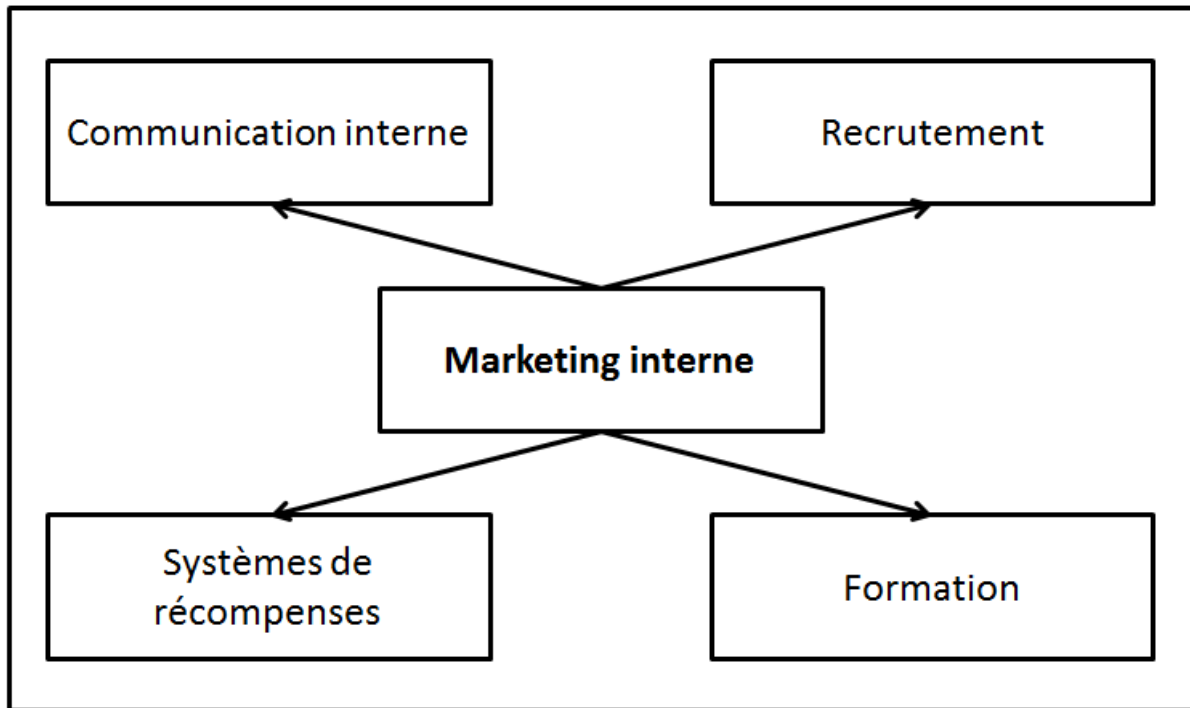 Communication interne
Recrutement
Marketing interne
Systèmes de
récompenses
Formation